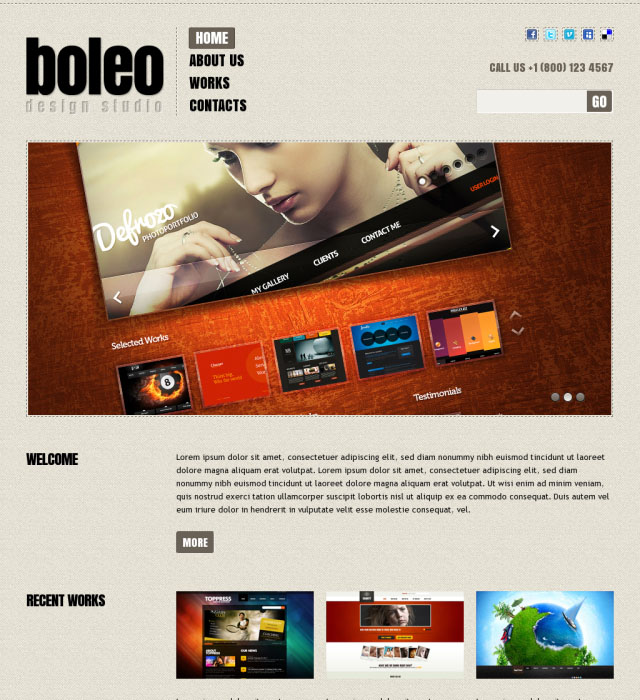 boleo
design studio
HOME
ABOUT US
WORKS
CONTACTS
CALL US +1 (800) 123 4567
GO
Defrozo
PHOTOPORTFOLIO
USER LOGIN
MY GALLERY
CLIENTS
CONTACT ME
Selected Works
8
Testimonials
WELCOME
Lorem ipsum dolor sit amet, consectetuer adipiscing elit, sed diam nonummy nibh euismod tincidunt ut laoreet
dolore magna aliquam erat volutpat. Lorem ipsum dolor sit amet, consectetuer adipiscing elit, sed diam
nonummy nibh euismod tincidunt ut laoreet dolore magna aliquam erat volutpat. Ut wisi enim ad minim veniam,
quis nostrud exerci tation ullamcorper suscipit lobortis nisl ut aliquip ex ea commodo consequat. Duis autem vel
eum iriure dolor in hendrerit in vulputate velit esse molestie consequat, vel.
MORE
RECENT WORKS
TOPPRESS